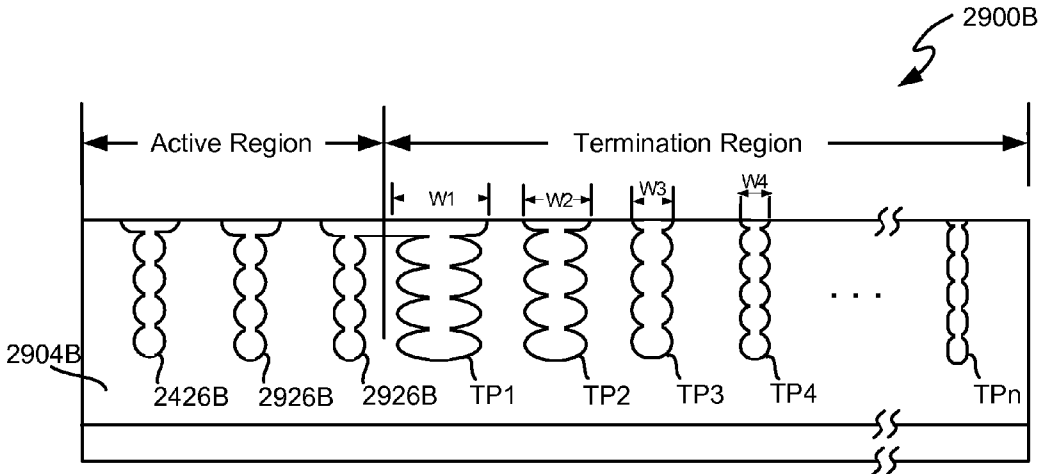 2900B
Active Region
Termination Region
W1
W2
W3
W4
. . .
2904B
2426B
2926B
2926B
TP1
TP2
TP3
TP4
TPn